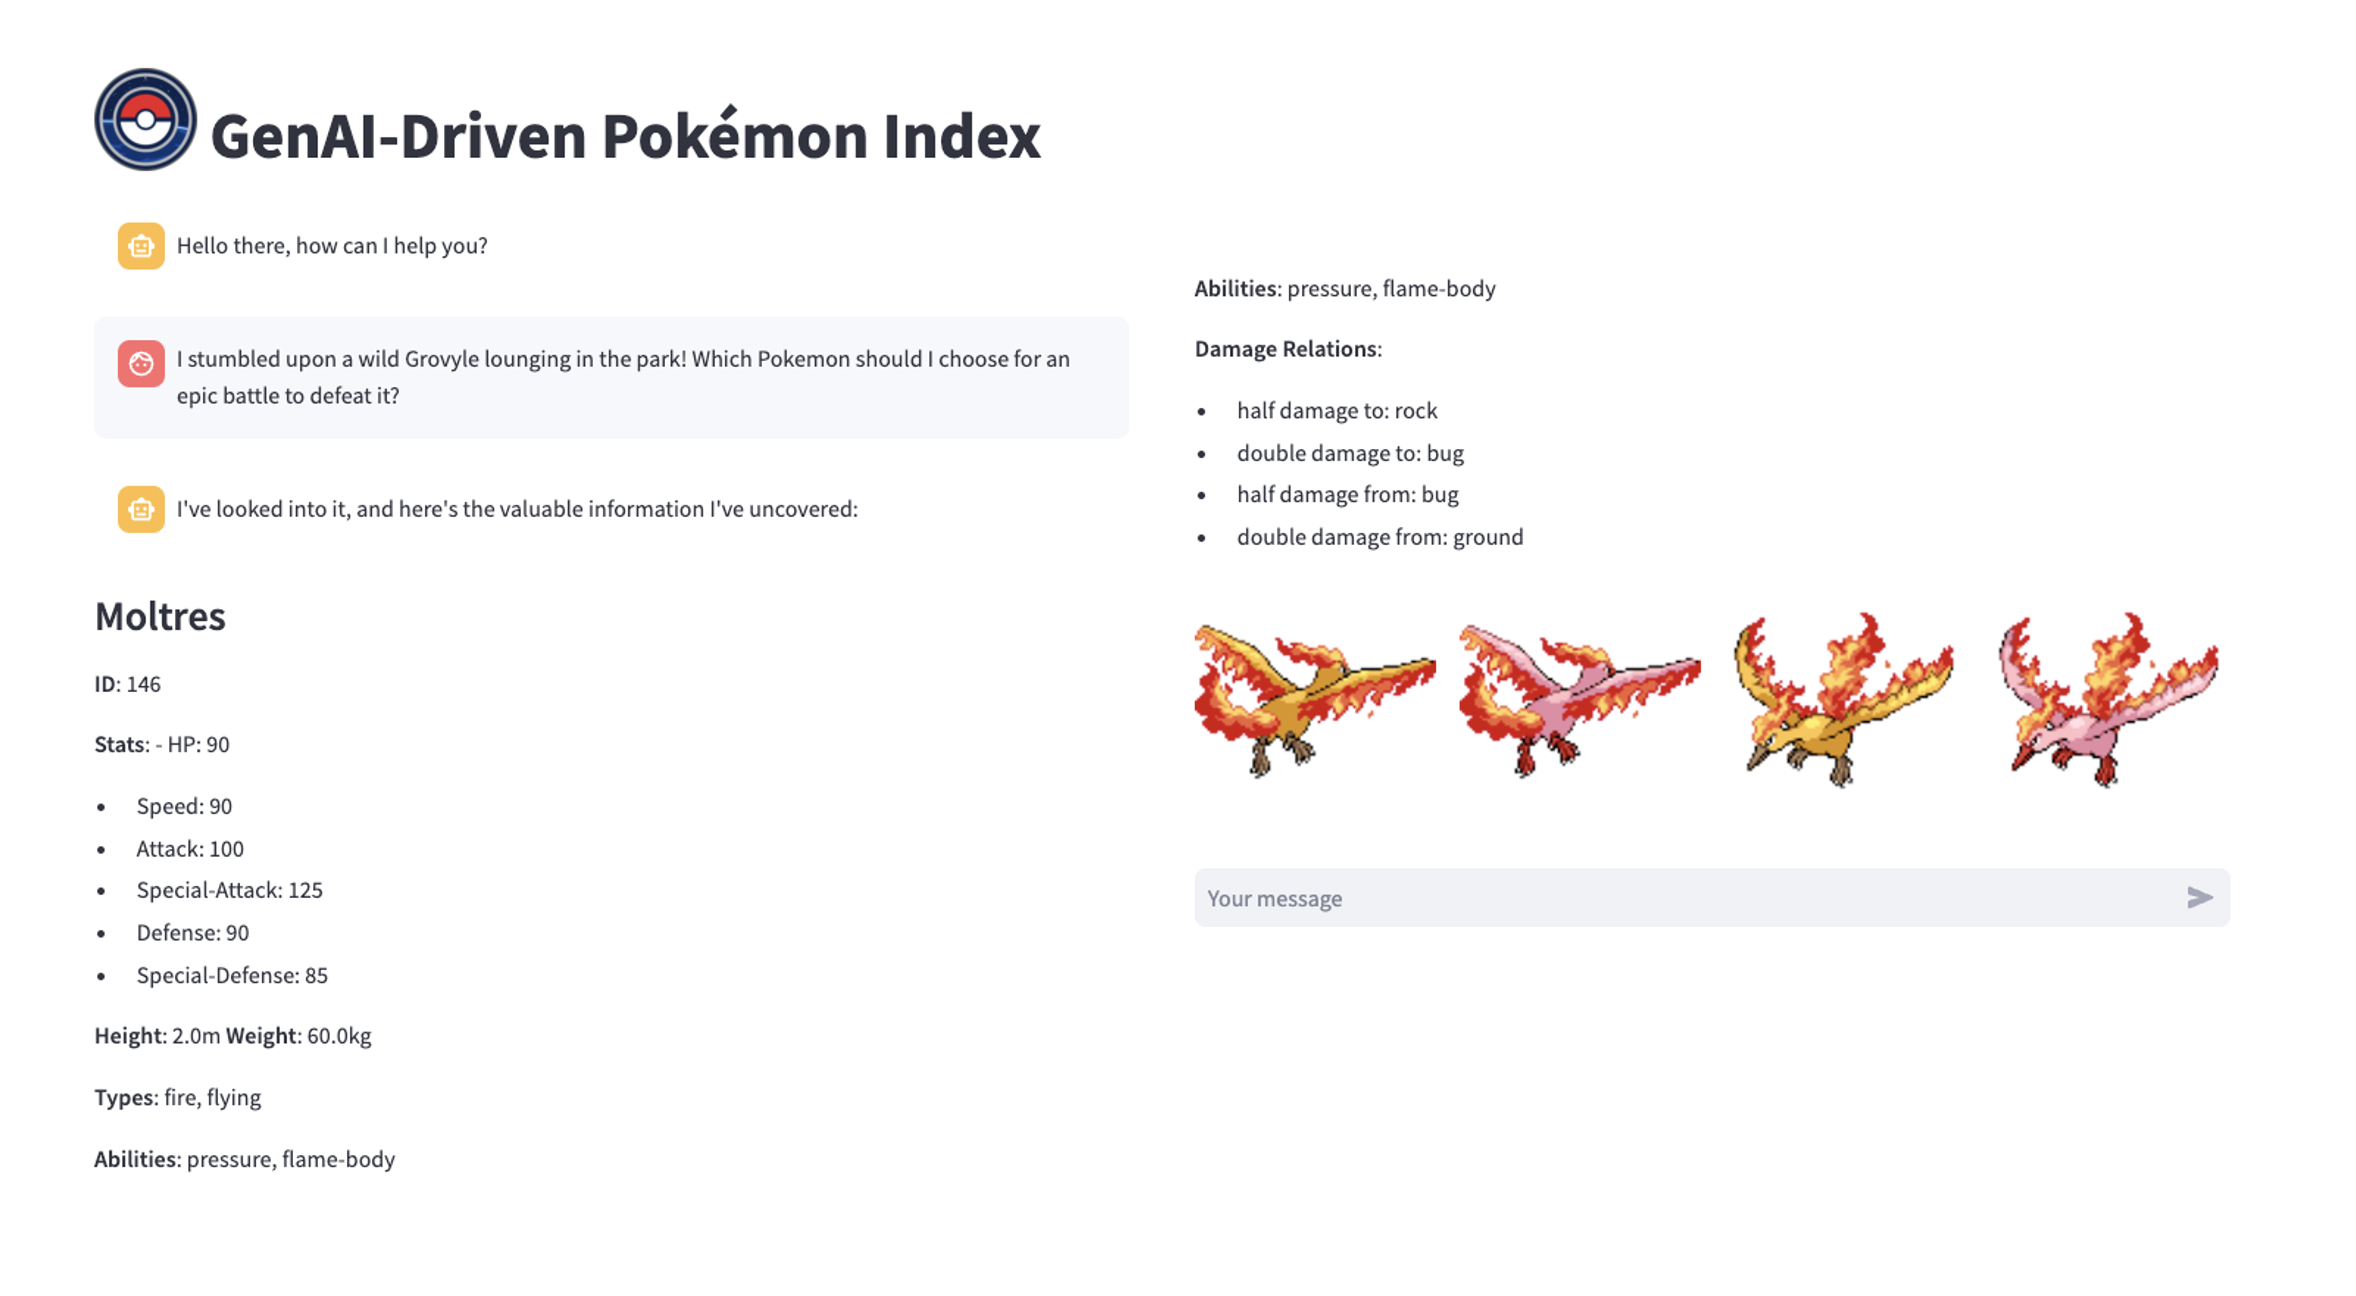 GenAI-Driven Pokémon Index
Hello there, how can I help you?
I stumbled upon a wild Grovyle lounging in the park! Which Pokemon should I choose for an
epic battle to defeat it?
I've looked into it, and here's the valuable information I've uncovered:
Moltres
ID: 146
Stats: - HP: 90
• Speed: 90
• Attack: 100
• Special-Attack: 125
• Defense: 90
• Special-Defense: 85
Height: 2.0m Weight: 60.0kg
Types: fire, flying
Abilities: pressure, flame-body
Abilities: pressure, flame-body
Damage Relations:
• half damage to: rock
• double damage to: bug
• half damage from: bug
• double damage from: ground
Your message